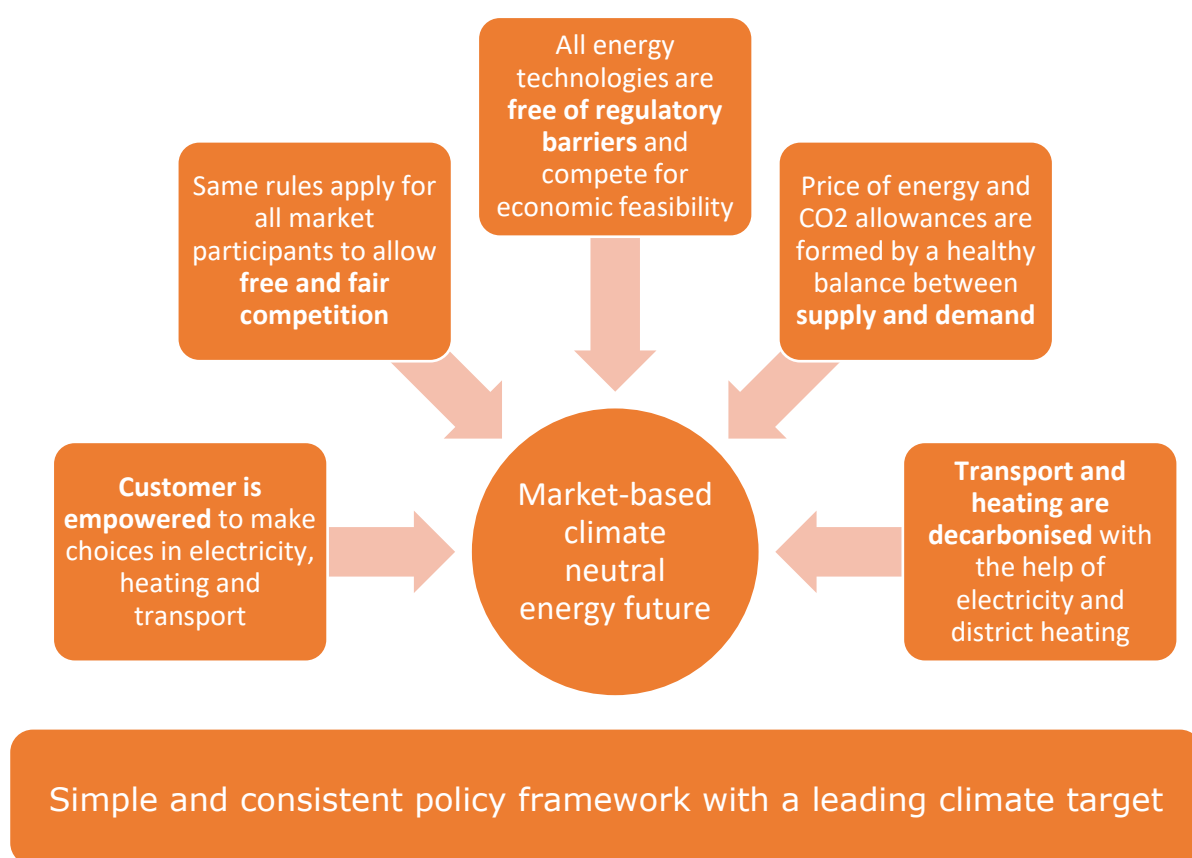 All energy
technologies are
free of regulatory
barriers and
compete for
economic feasibility
Same rules apply for
all market
participants to allow
free and fair
competition
Price of energy and
CO2 allowances are
formed by a healthy
balance between
supply and demand
Customer is
empowered to make
choices in electricity,
heating and
transport
Market-based
climate
neutral
energy future
Transport and
heating are
decarbonised with
the help of
electricity and
district heating
Simple and consistent policy framework with a leading climate target